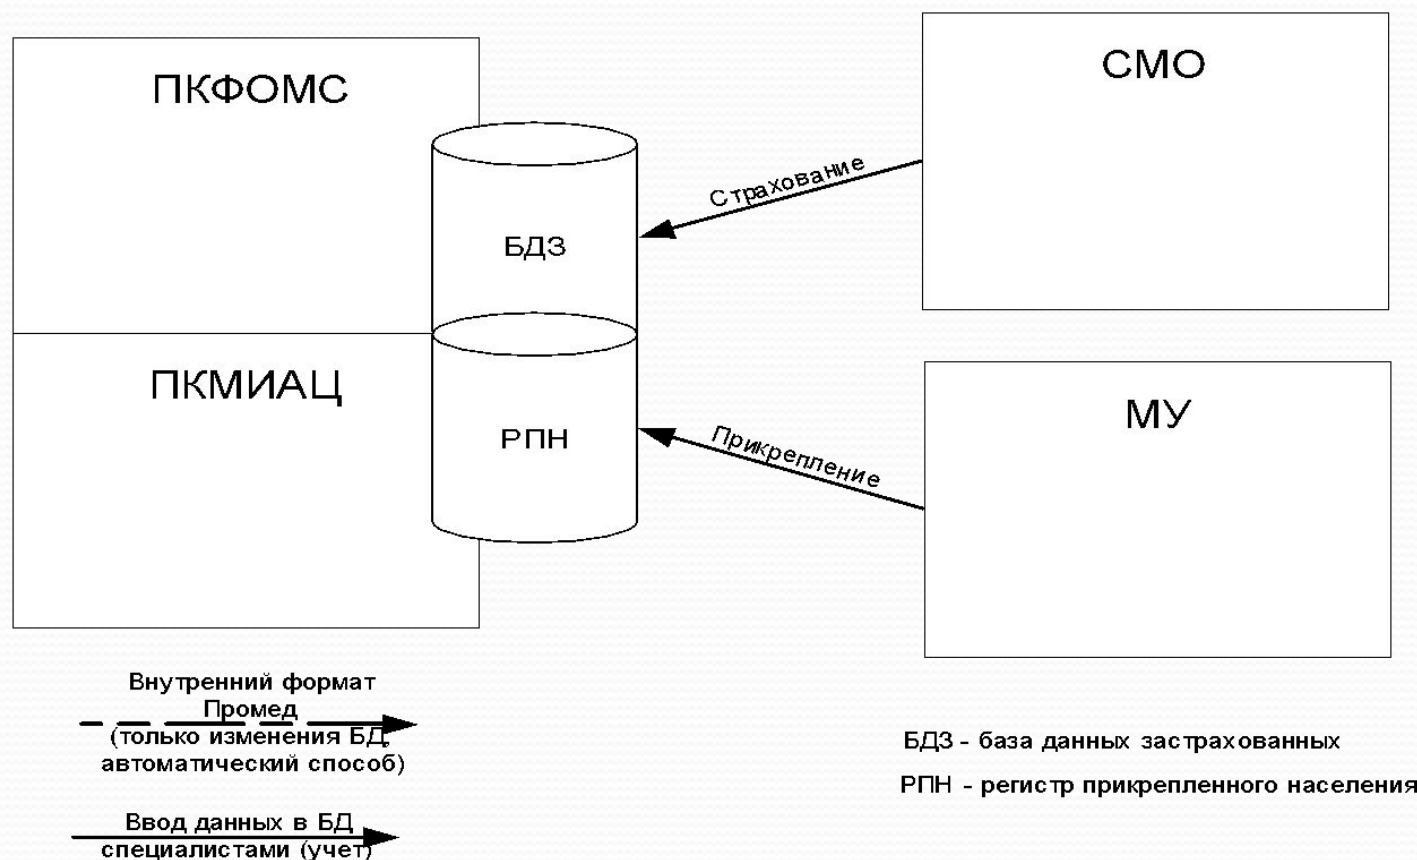 ПКФОМС
СМО
Страхование
БДЗ
ПКМИАЦ
МУ
РПН
Прикрепление
Внутренний формат
Промед
(только изменения БД,
автоматический способ)
БДЗ - база данных застрахованных
РПН - регистр прикрепленного населения
Ввод данных в БД
специалистами (учет)